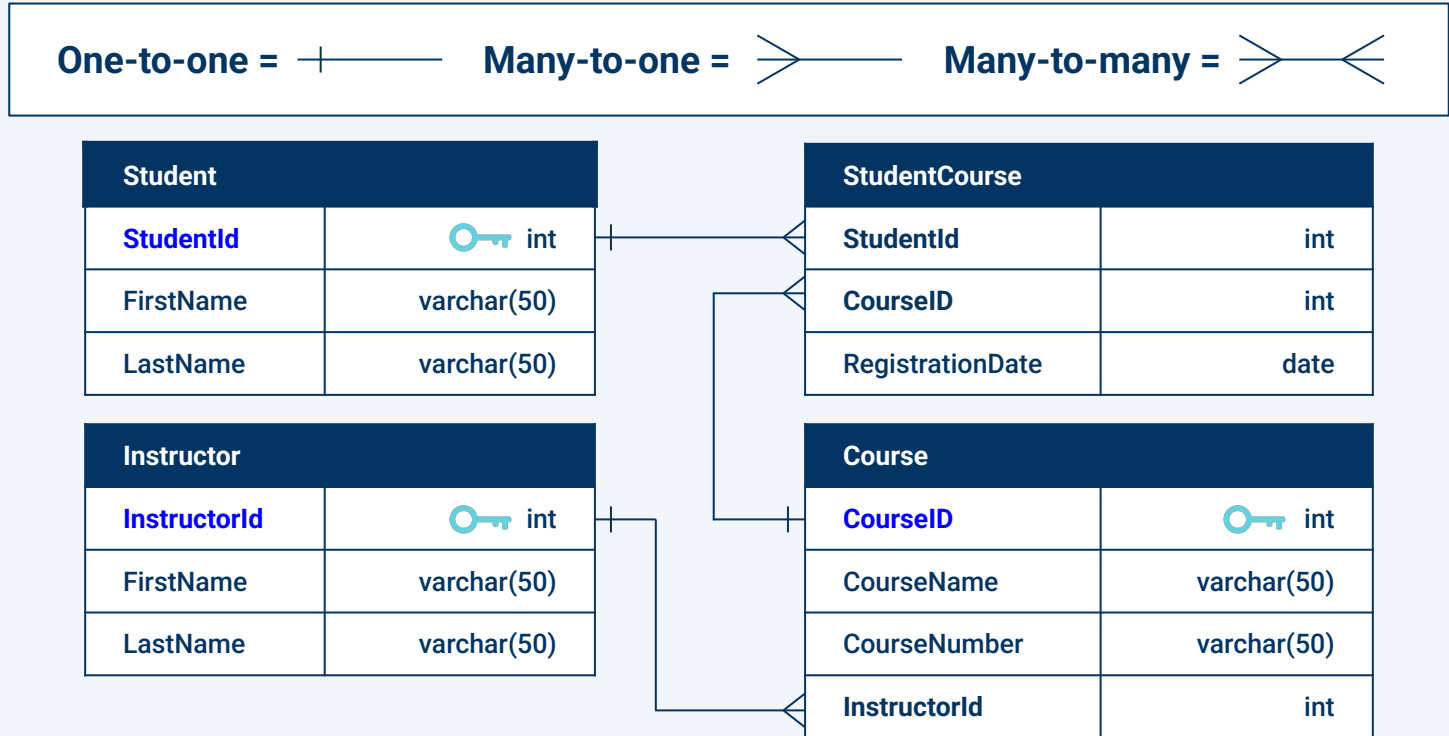 One-to-one = Many-to-one = Many-to-many =
Student
StudentId int
FirstName varchar(50)
LastName varchar(50)
StudentCourse
StudentId int
CourseID int
RegistrationDate date
Instructor
InstructorId int
FirstName varchar(50)
LastName varchar(50)
Course
CourseID int
CourseName varchar(50)
CourseNumber varchar(50)
InstructorId int